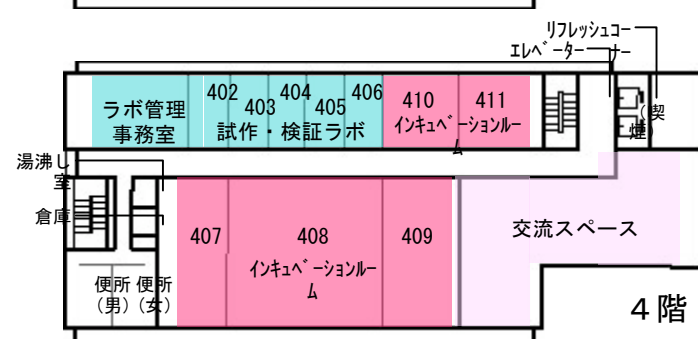 リフレッシュコー
ナー
エレベーター
(喫
煙)
ラボ管理
事務室
402
403
404
405
406
試作・検証ラボ
410
411
インキュベーションルー
ム
湯沸し
室
倉庫
407
408
409
インキュベーションルー
ム
交流スペース
便所
(男)
便所
(女)
4階